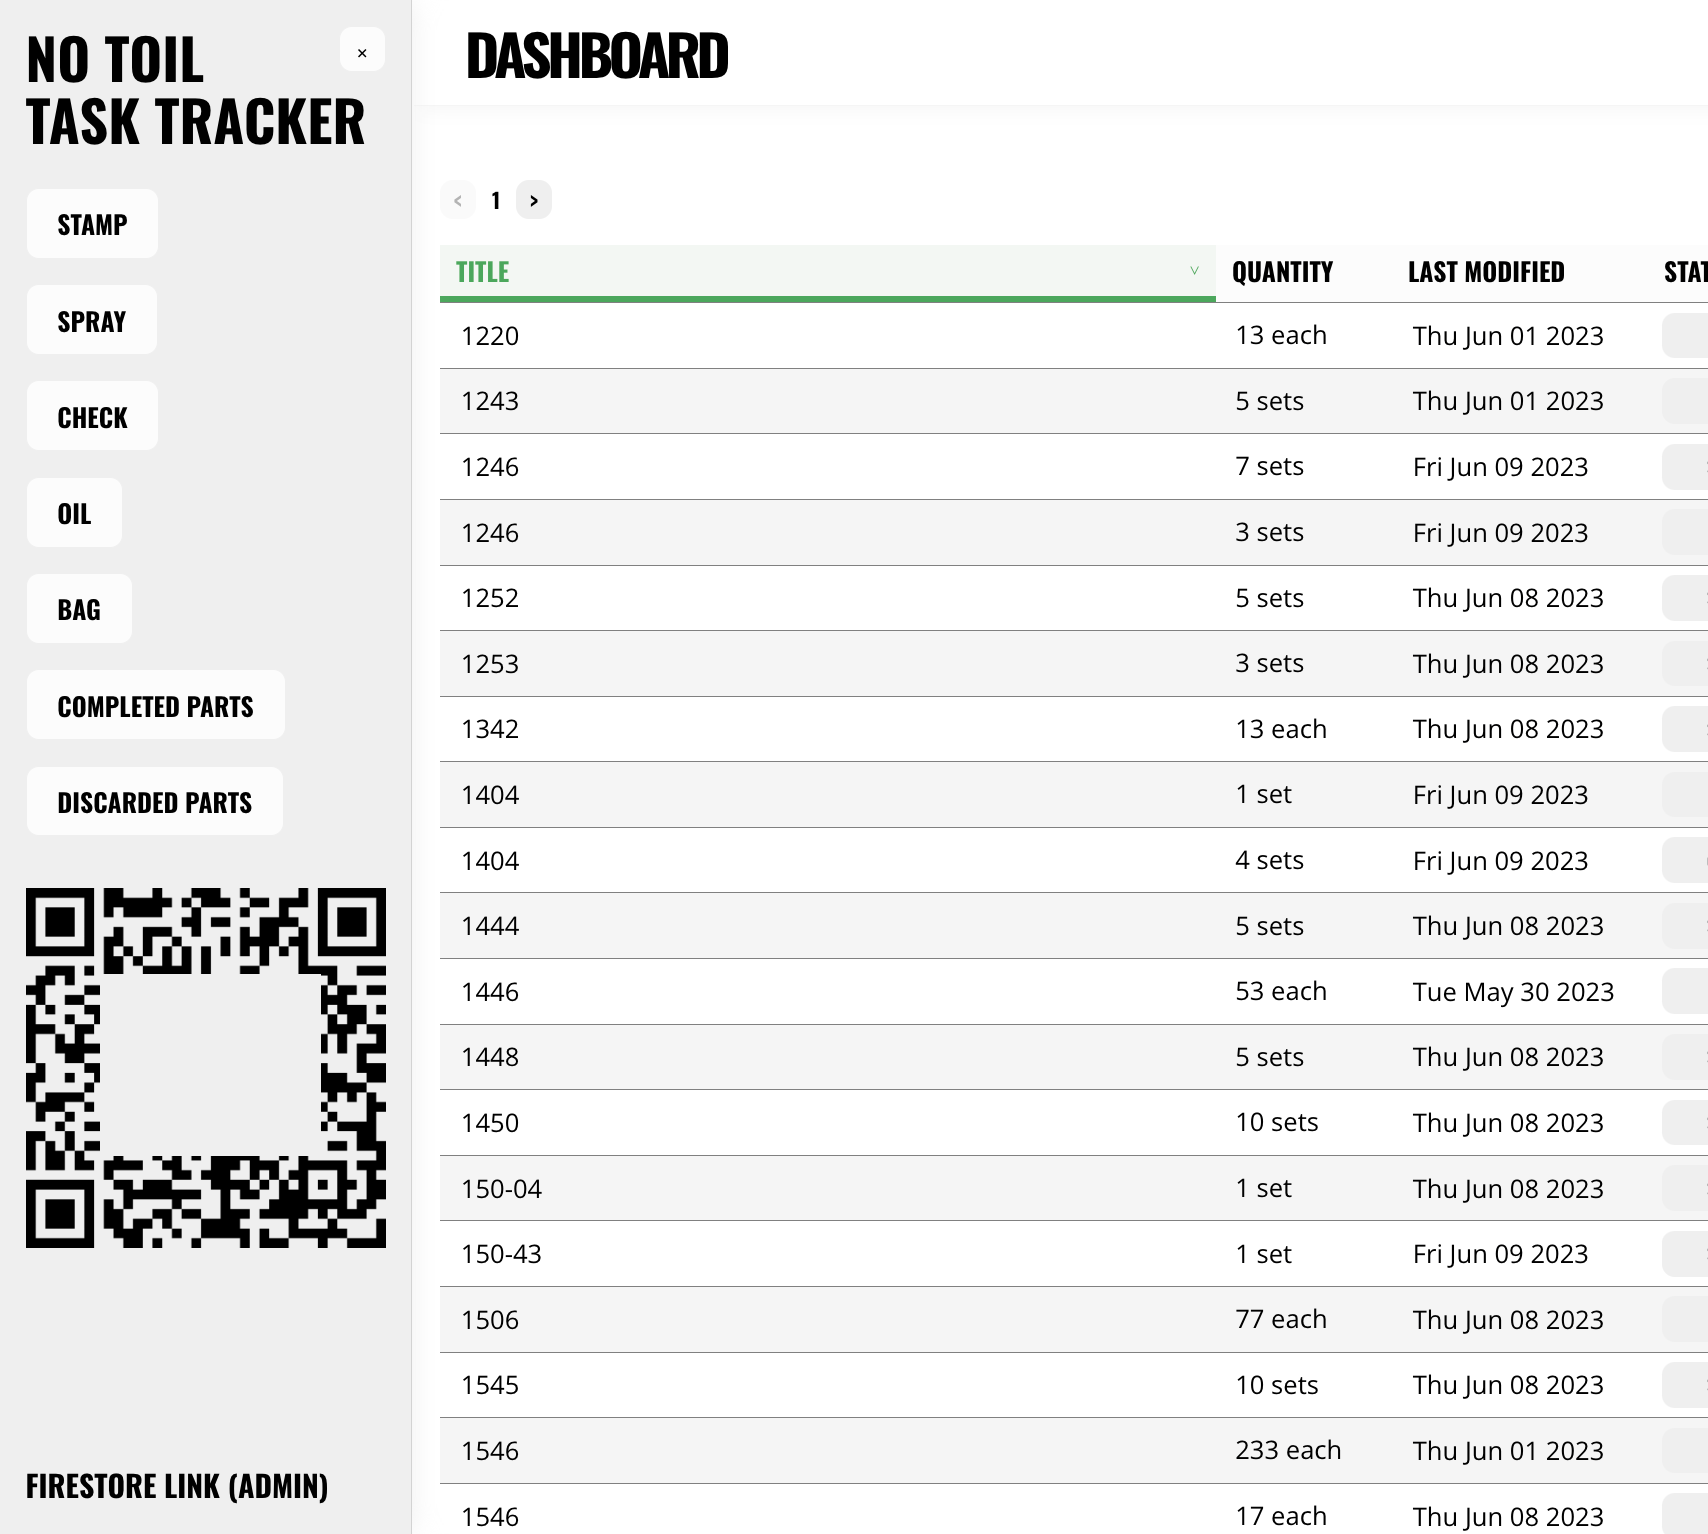 NO TOIL
TASK TRACKER
×
STAMP
SPRAY
CHECK
OIL
BAG
COMPLETED PARTS
DISCARDED PARTS
FIRESTORE LINK (ADMIN)
DASHBOARD
< 1 >
TITLE ˅ QUANTITY LAST MODIFIED STAT
1220 13 each Thu Jun 01 2023
1243 5 sets Thu Jun 01 2023
1246 7 sets Fri Jun 09 2023
1246 3 sets Fri Jun 09 2023
1252 5 sets Thu Jun 08 2023
1253 3 sets Thu Jun 08 2023
1342 13 each Thu Jun 08 2023
1404 1 set Fri Jun 09 2023
1404 4 sets Fri Jun 09 2023
1444 5 sets Thu Jun 08 2023
1446 53 each Tue May 30 2023
1448 5 sets Thu Jun 08 2023
1450 10 sets Thu Jun 08 2023
150-04 1 set Thu Jun 08 2023
150-43 1 set Fri Jun 09 2023
1506 77 each Thu Jun 08 2023
1545 10 sets Thu Jun 08 2023
1546 233 each Thu Jun 01 2023
1546 17 each Thu Jun 08 2023